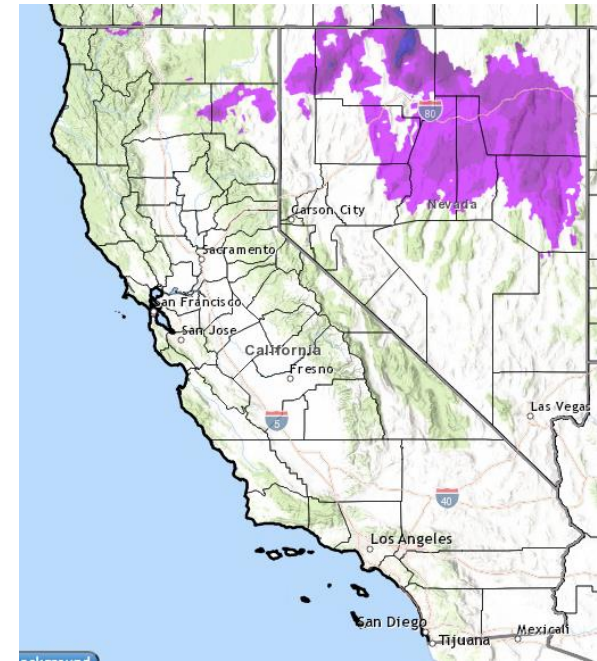 80
Carson City
Nevada
Sacramento
San Francisco
San Jose
California
Fresno
Las Vegas
5
40
Los Angeles
San Diego
Tijuana
Mexicali